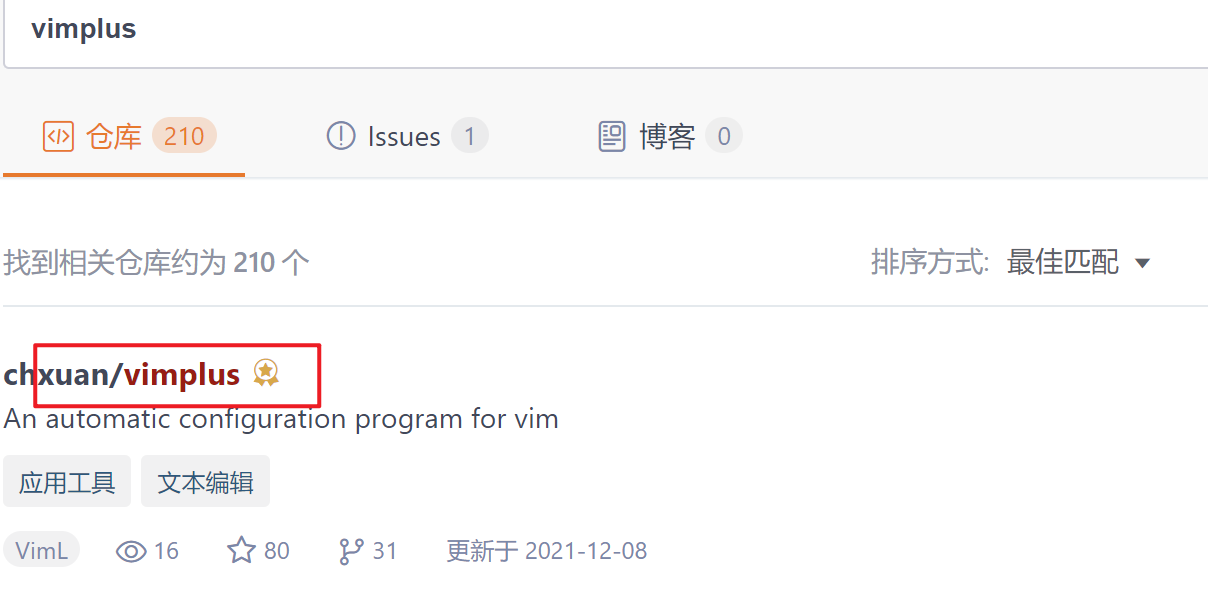 vimplus
仓库 210 Issues 1 博客 0
找到相关仓库约为 210 个 排序方式: 最佳匹配
chxuan/vimplus
An automatic configuration program for vim
应用工具 文本编辑
VimL 16 80 31 更新于 2021-12-08